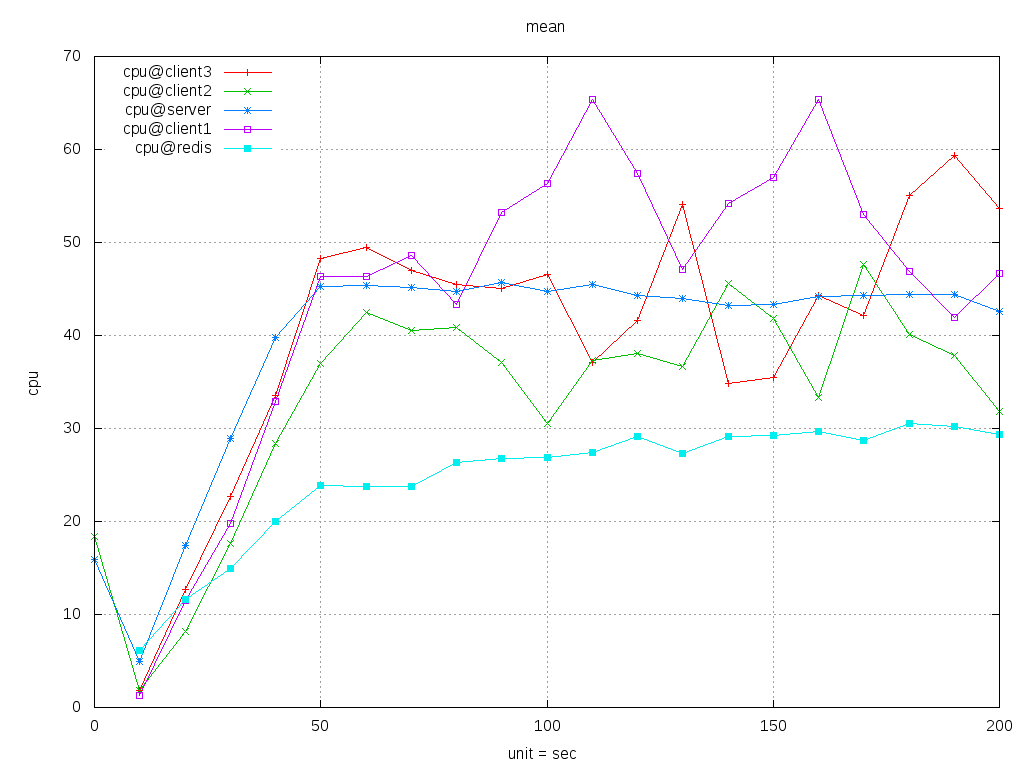 mean
70
60
50
40
30
20
10
0
cpu
cpu@client3
cpu@client2
cpu@server
cpu@client1
cpu@redis
0 50 100 150 200
unit = sec